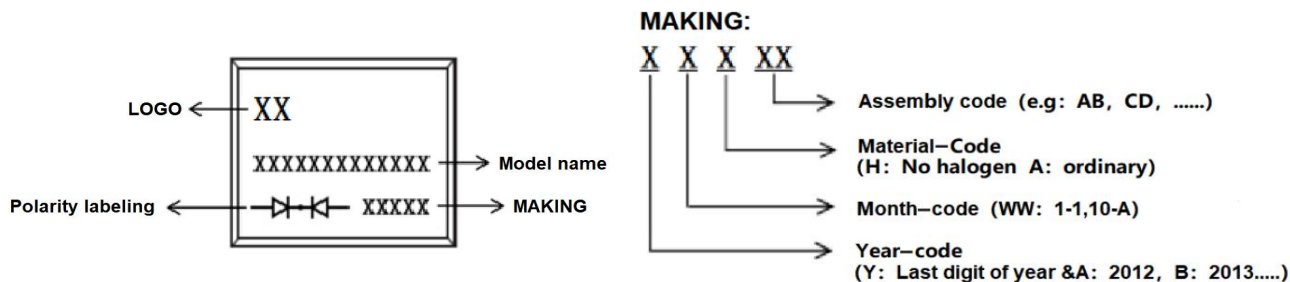 LOGO
XX
XXXXXXXXXXXXX
Model name
Polarity labeling
XXXXX
MAKING
MAKING:
X X X XX
Assembly code (e.g: AB, CD, ......)
Material-Code
(H: No halogen A: ordinary)
Month-code (WW: 1-1,10-A)
Year-code
(Y: Last digit of year &A: 2012, B: 2013.....)